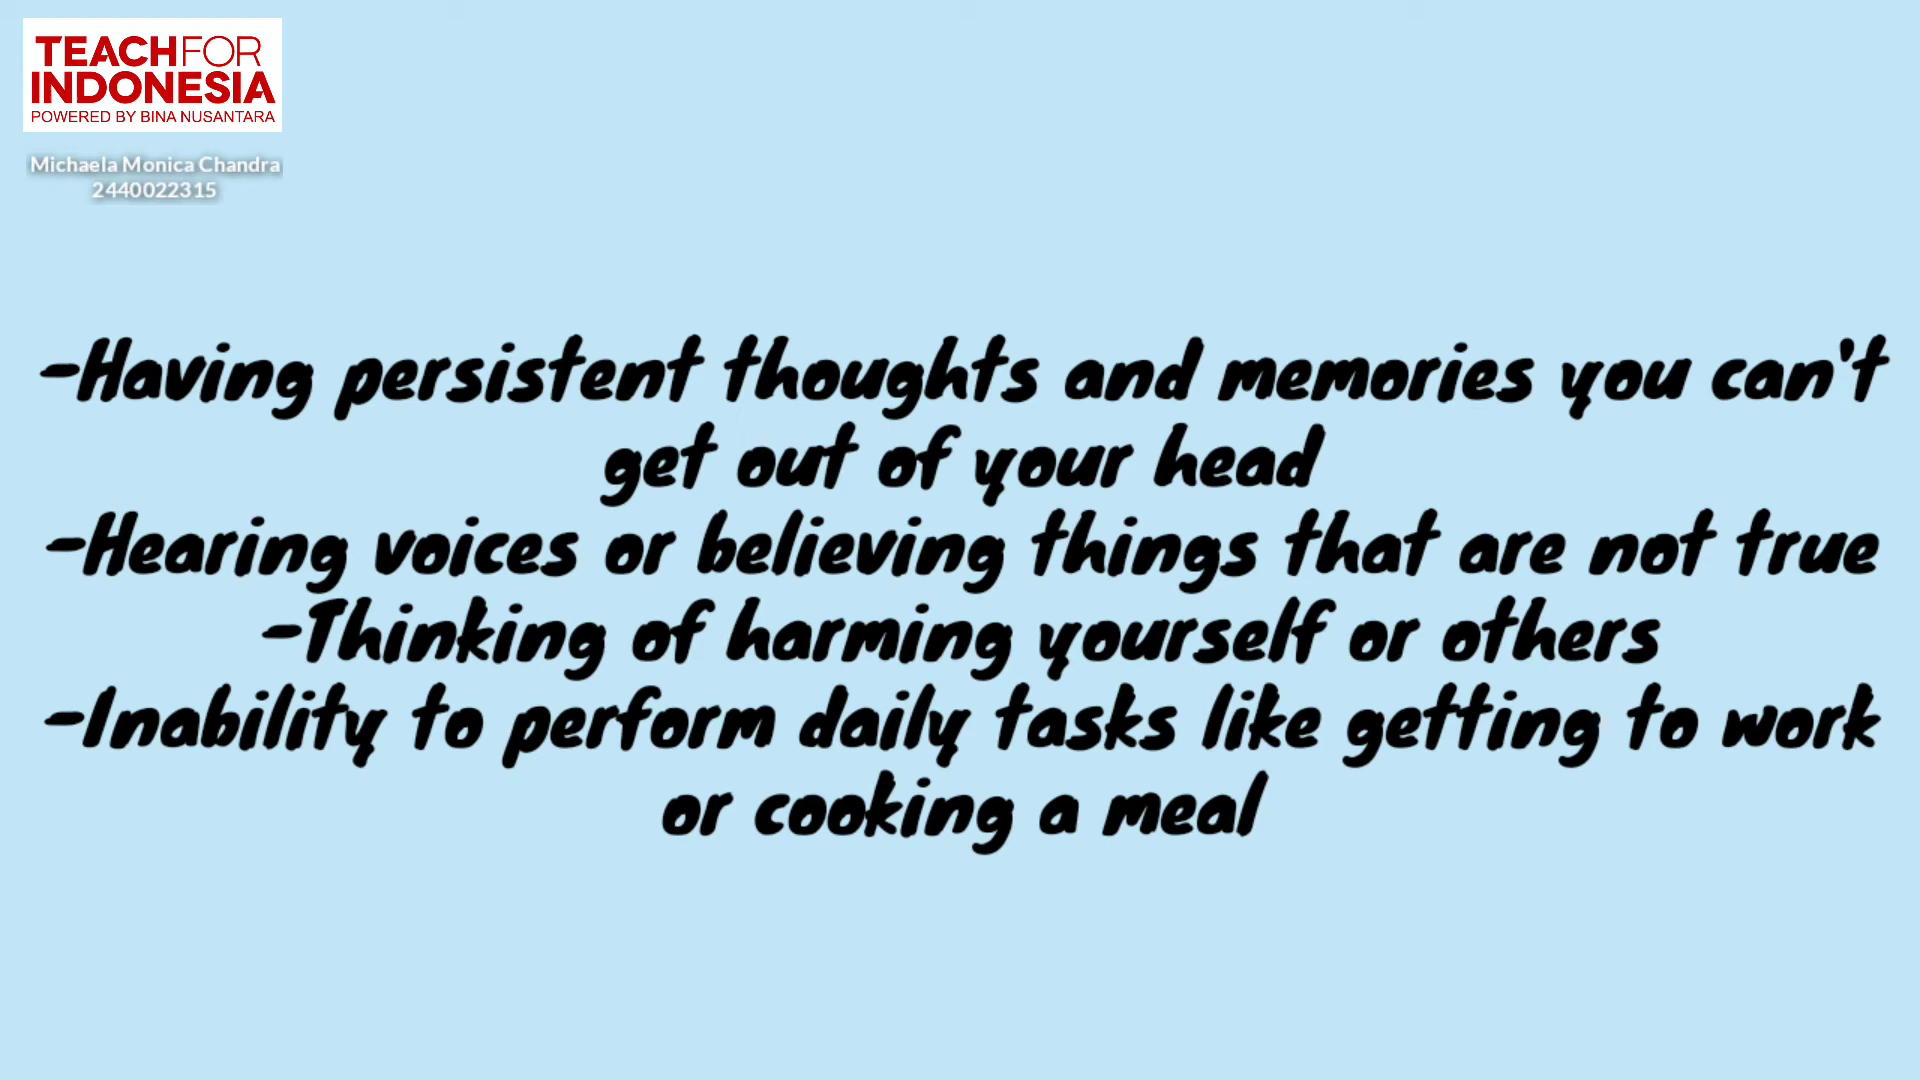 TEACHFOR
INDONESIA
POWERED BY BINA NUSANTARA
Michaela Monica Chandra
2440022315
-Having persistent thoughts and memories you can't
get out of your head
-Hearing voices or believing things that are not true
-Thinking of harming yourself or others
-Inability to perform daily tasks like getting to work
or cooking a meal